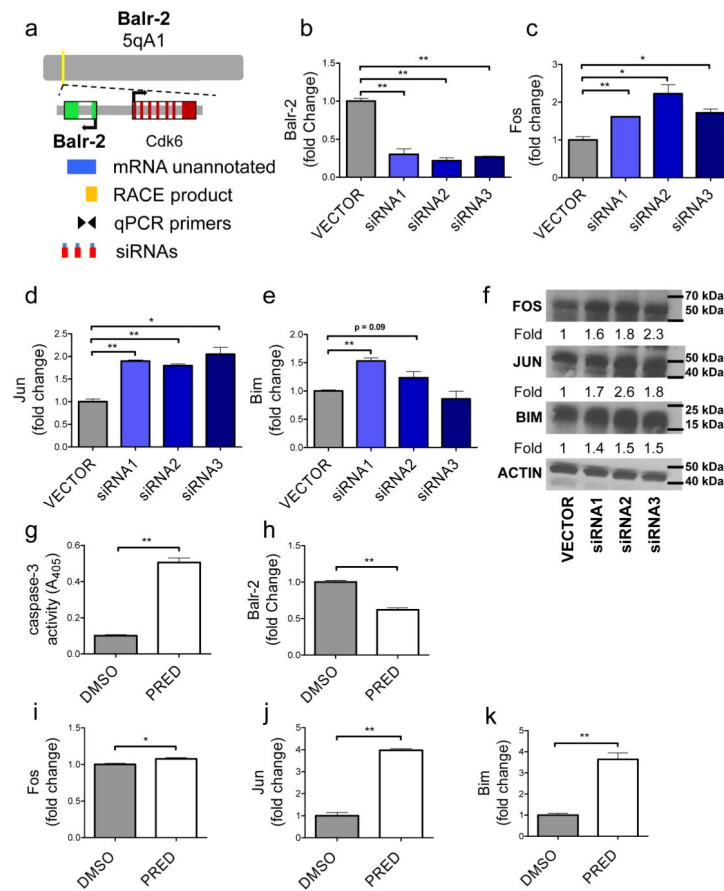 a
Balr-2
5qA1
Balr-2
Cdk6
mRNA unannotated
RACE product
qPCR primers
siRNAs
b
Balr-2
(fold Change)
1.5
1.0
0.5
0.0
**
**
**
VECTOR
siRNA1
siRNA2
siRNA3
c
Fos
(fold Change)
3
2
1
0
*
*
**
VECTOR
siRNA1
siRNA2
siRNA3
d
Jun
(fold change)
2.5
2.0
1.5
1.0
0.5
0.0
*
**
**
VECTOR
siRNA1
siRNA2
siRNA3
e
Bim
(fold change)
2.0
1.5
1.0
0.5
0.0
p = 0.09
**
VECTOR
siRNA1
siRNA2
siRNA3
f
FOS
70 kDa
50 kDa
Fold 1 1.6 1.8 2.3
JUN
50 kDa
40 kDa
Fold 1 1.7 2.6 1.8
BIM
25 kDa
15 kDa
Fold 1 1.4 1.5 1.5
ACTIN
50 kDa
40 kDa
VECTOR
siRNA1
siRNA2
siRNA3
g
caspase-3
activity (A405)
0.6
0.4
0.2
0.0
**
DMSO
PRED
h
Balr-2
(fold Change)
1.5
1.0
0.5
0.0
**
DMSO
PRED
i
Fos
(fold change)
1.5
1.0
0.5
0.0
*
DMSO
PRED
j
Jun
(fold change)
5
4
3
2
1
0
**
DMSO
PRED
k
Bim
(fold change)
5
4
3
2
1
0
**
DMSO
PRED